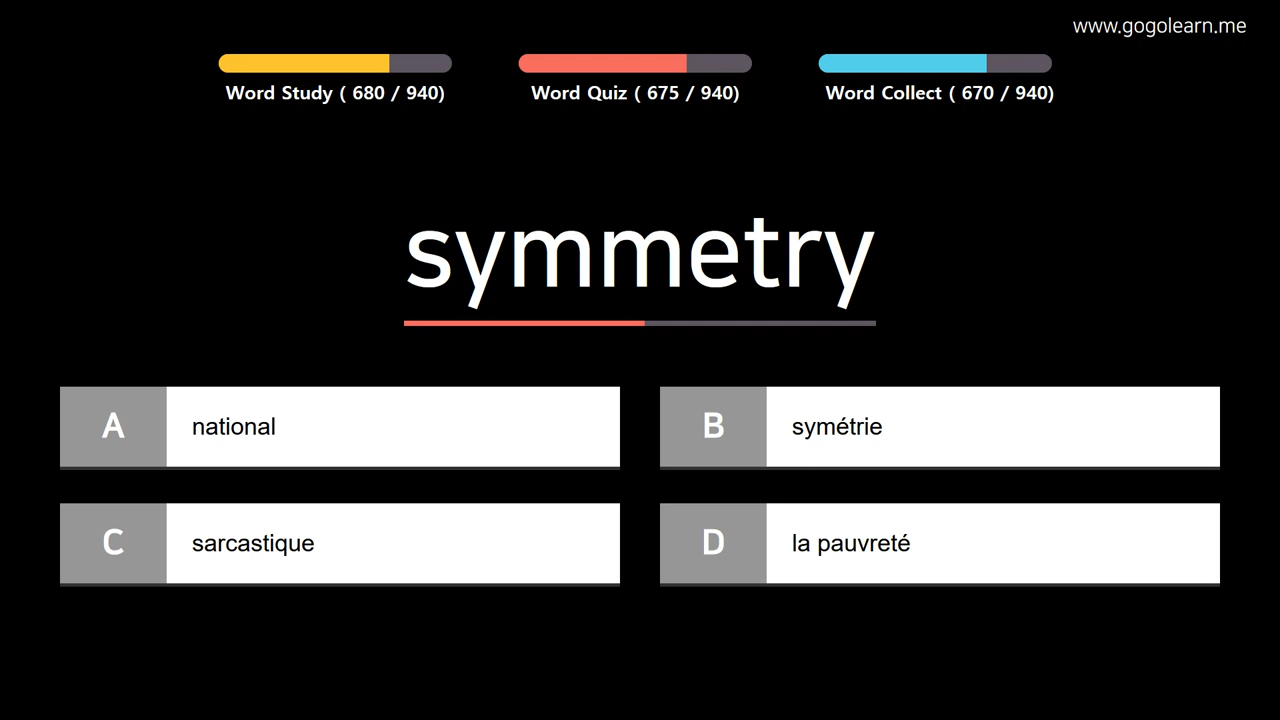 www.gogolearn.me
Word Study ( 680 / 940)
Word Quiz ( 675 / 940)
Word Collect ( 670 / 940)
symmetry
A national
B symétrie
C sarcastique
D la pauvreté